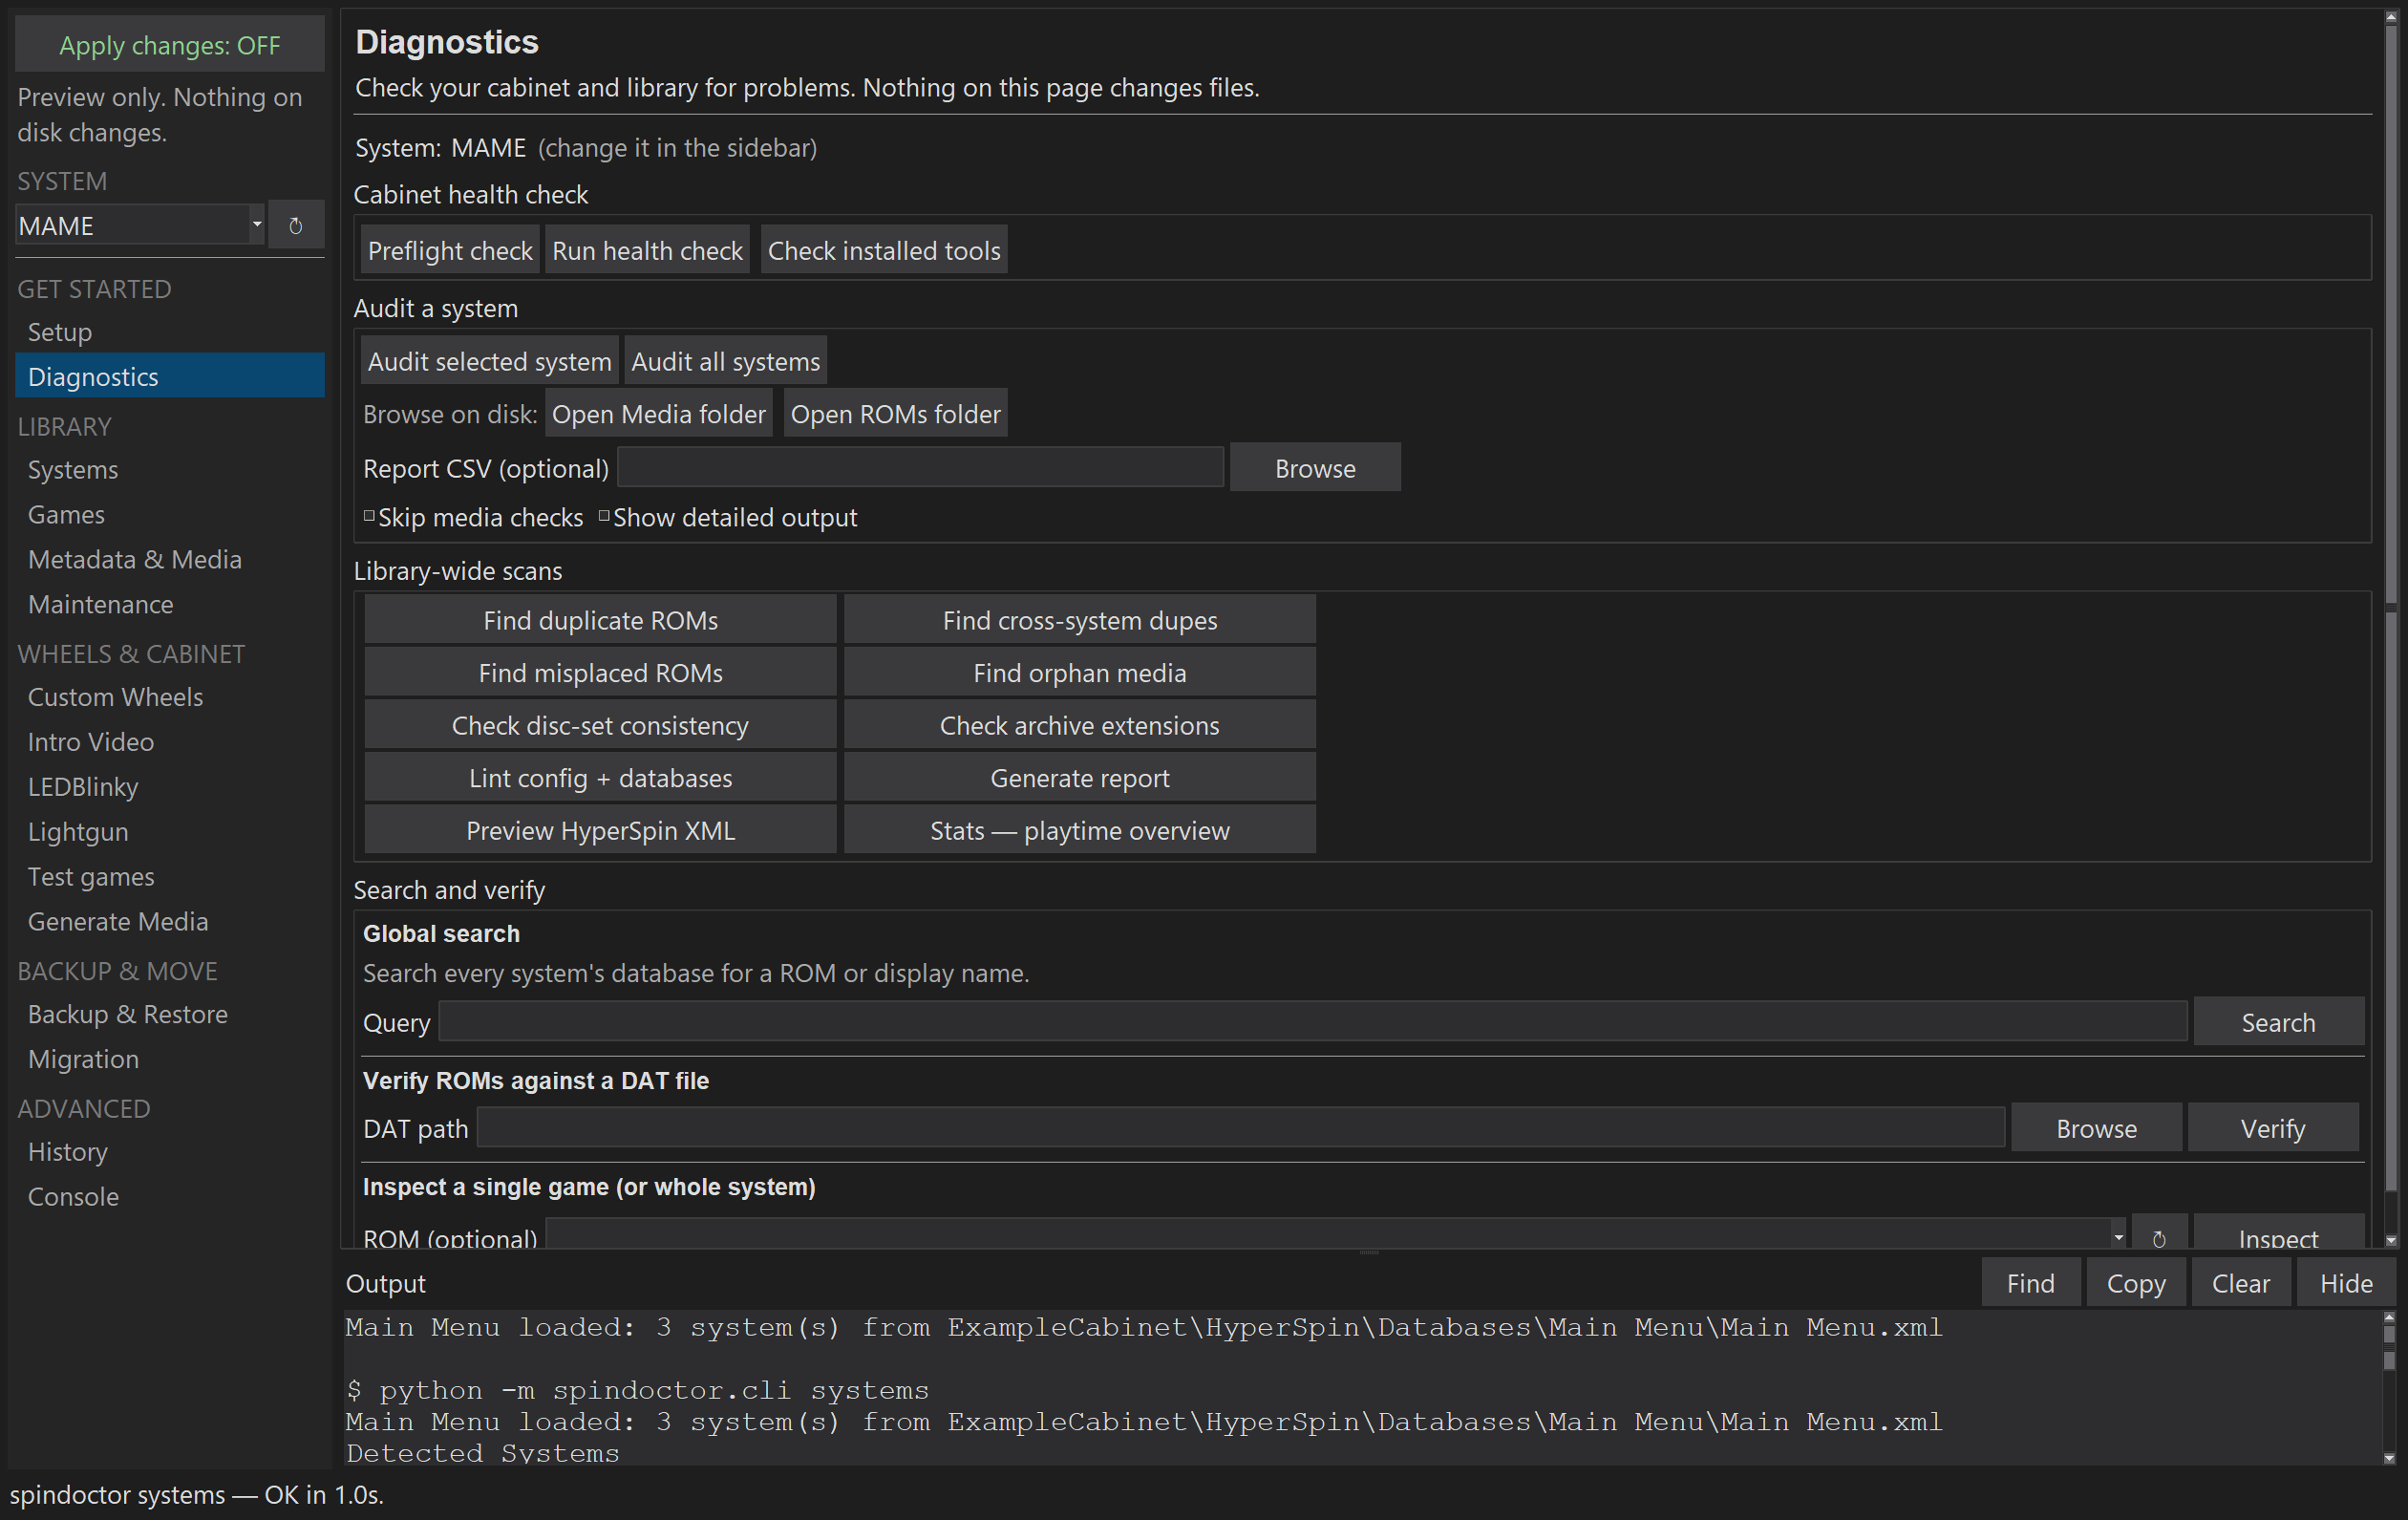 Apply changes: OFF
Preview only. Nothing on
disk changes.
SYSTEM
MAME
GET STARTED
Setup
Diagnostics
LIBRARY
Systems
Games
Metadata & Media
Maintenance
WHEELS & CABINET
Custom Wheels
Intro Video
LEDBlinky
Lightgun
Test games
Generate Media
BACKUP & MOVE
Backup & Restore
Migration
ADVANCED
History
Console
Diagnostics
Check your cabinet and library for problems. Nothing on this page changes files.
System: MAME (change it in the sidebar)
Cabinet health check
Preflight check Run health check Check installed tools
Audit a system
Audit selected system Audit all systems
Browse on disk: Open Media folder Open ROMs folder
Report CSV (optional) Browse
Skip media checks Show detailed output
Library-wide scans
Find duplicate ROMs Find cross-system dupes
Find misplaced ROMs Find orphan media
Check disc-set consistency Check archive extensions
Lint config + databases Generate report
Preview HyperSpin XML Stats — playtime overview
Search and verify
Global search
Search every system's database for a ROM or display name.
Query Search
Verify ROMs against a DAT file
DAT path Browse Verify
Inspect a single game (or whole system)
ROM (optional) Inspect
Output Find Copy Clear Hide
Main Menu loaded: 3 system(s) from ExampleCabinet\HyperSpin\Databases\Main Menu\Main Menu.xml
$ python -m spindoctor.cli systems
Main Menu loaded: 3 system(s) from ExampleCabinet\HyperSpin\Databases\Main Menu\Main Menu.xml
Detected Systems
spindoctor systems — OK in 1.0s.